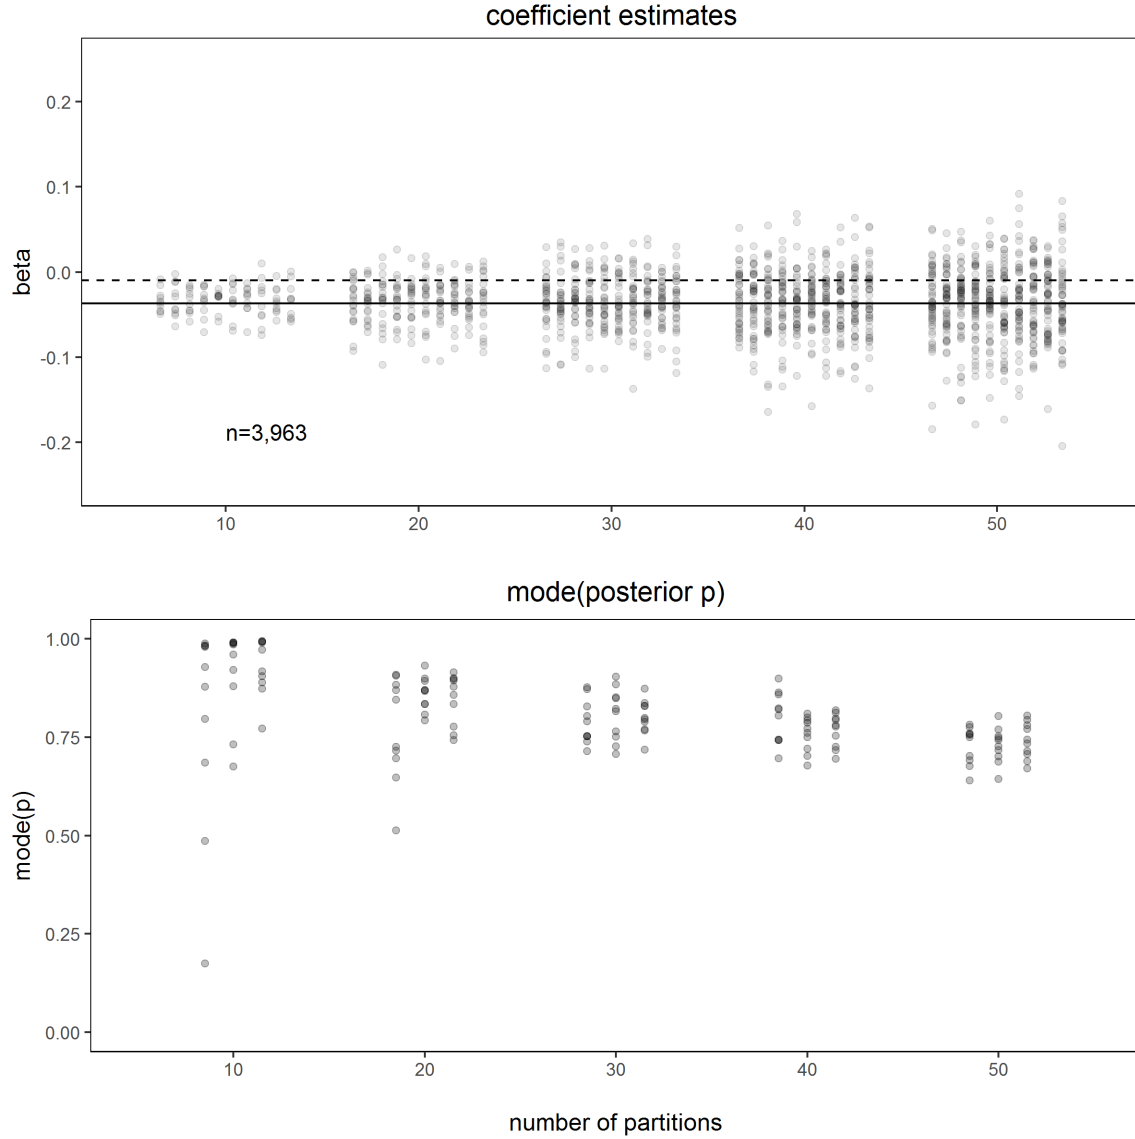 coefficient estimates
0.2
0.1
0.0
-0.1
-0.2
beta
n=3,963
10 20 30 40 50
mode(posterior p)
1.00
0.75
0.50
0.25
0.00
mode(p)
10 20 30 40 50
number of partitions